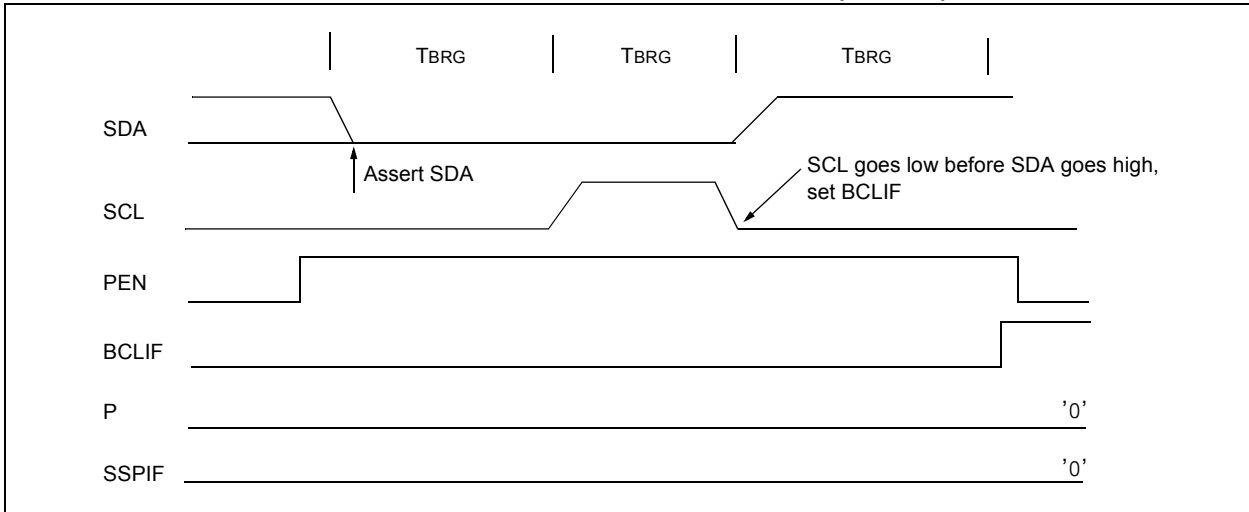 TBRG TBRG TBRG
SDA
Assert SDA
SCL goes low before SDA goes high,
set BCLIF
SCL
PEN
BCLIF
P '0'
SSPIF '0'